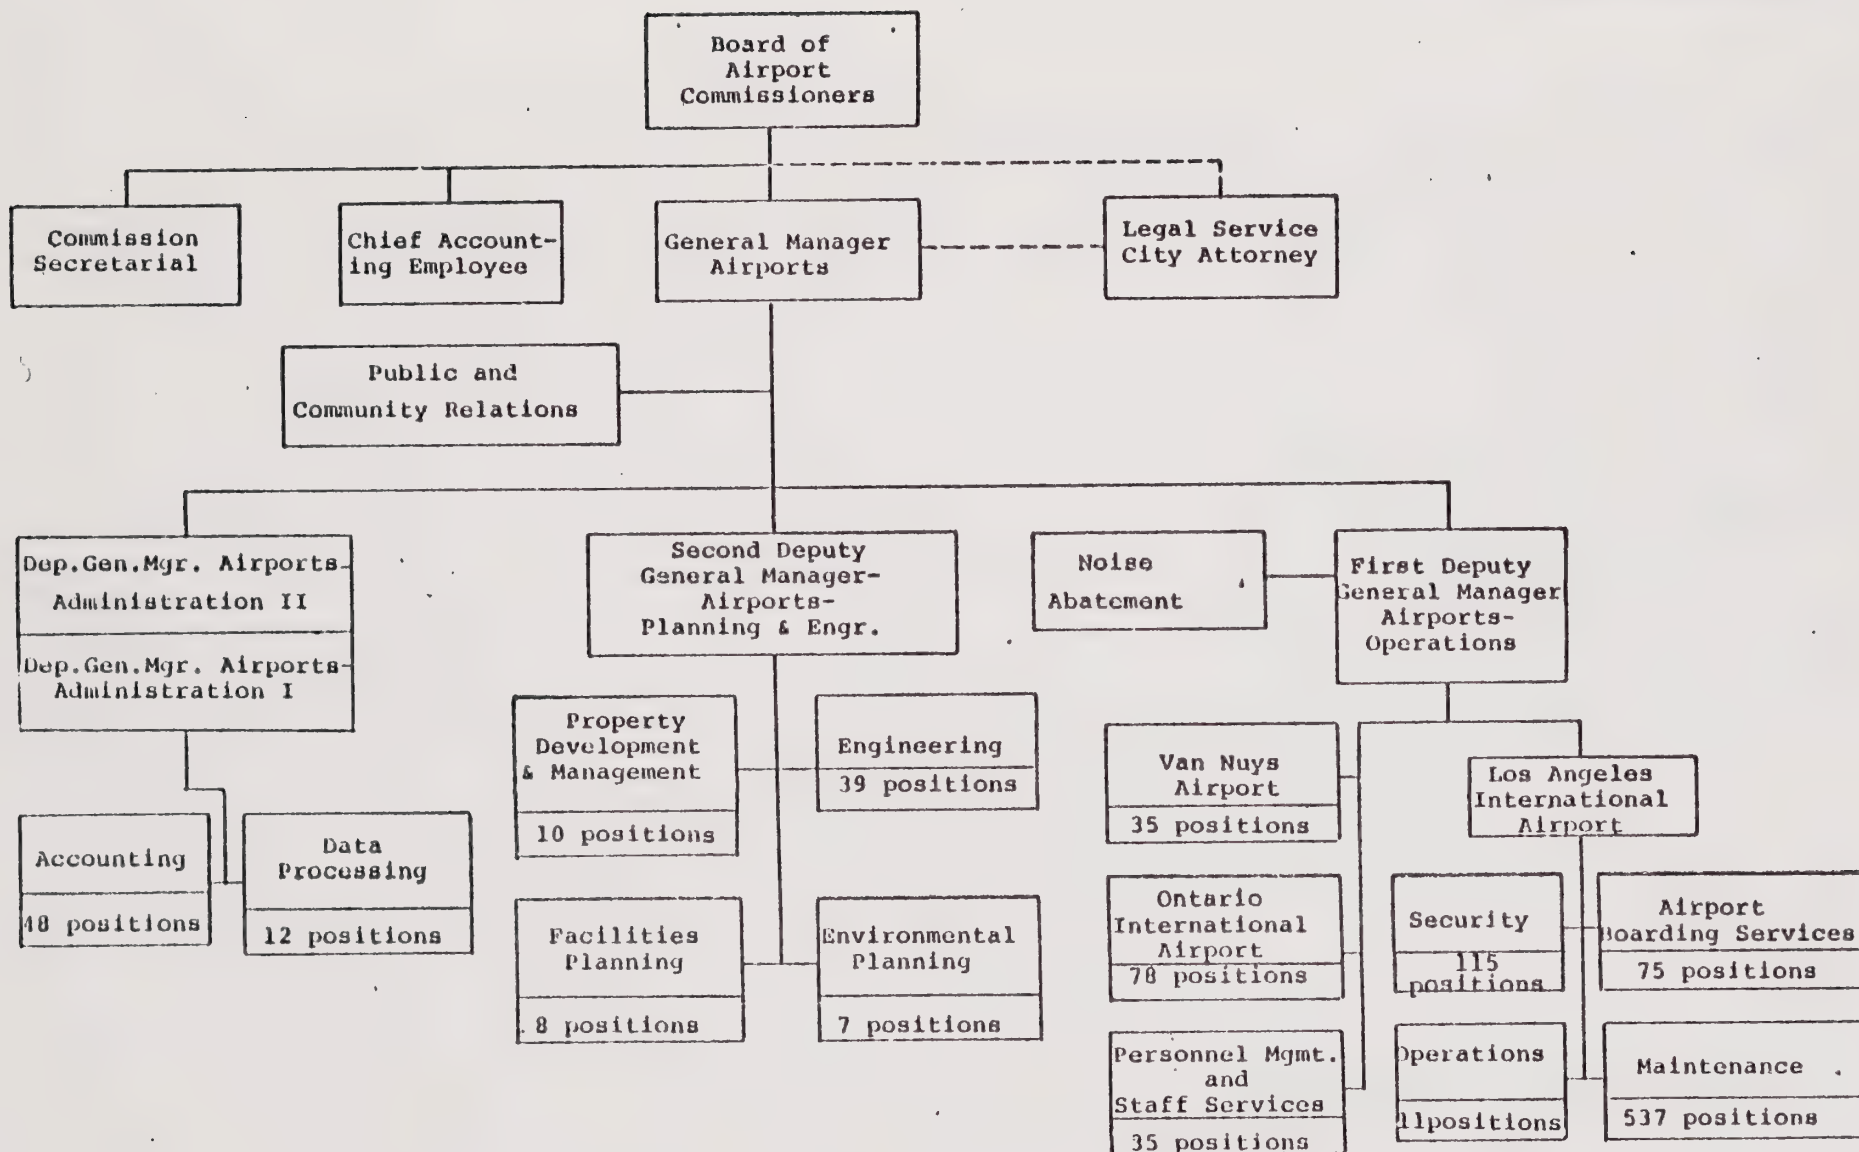 Board of
Airport
Commissioners
Commission
Secretarial
Chief Account-
ing Employee
General Manager
Airports
Legal Service
City Attorney
Public and
Community Relations
Dep.Gen.Mgr. Airports-
Administration II
Dep.Gen.Mgr. Airports-
Administration I
Second Deputy
General Manager-
Airports-
Planning & Engr.
Noise
Abatement
First Deputy
General Manager
Airports-
Operations
Property
Development
& Management
10 positions
Engineering
39 positions
Van Nuys
Airport
35 positions
Los Angeles
International
Airport
Accounting
48 positions
Data
Processing
12 positions
Facilities
Planning
8 positions
Environmental
Planning
7 positions
Ontario
International
Airport
78 positions
Security
115
positions
Airport
Boarding Services
75 positions
Personnel Mgmt.
and
Staff Services
35 positions
Operations
11positions
Maintenance
537 positions